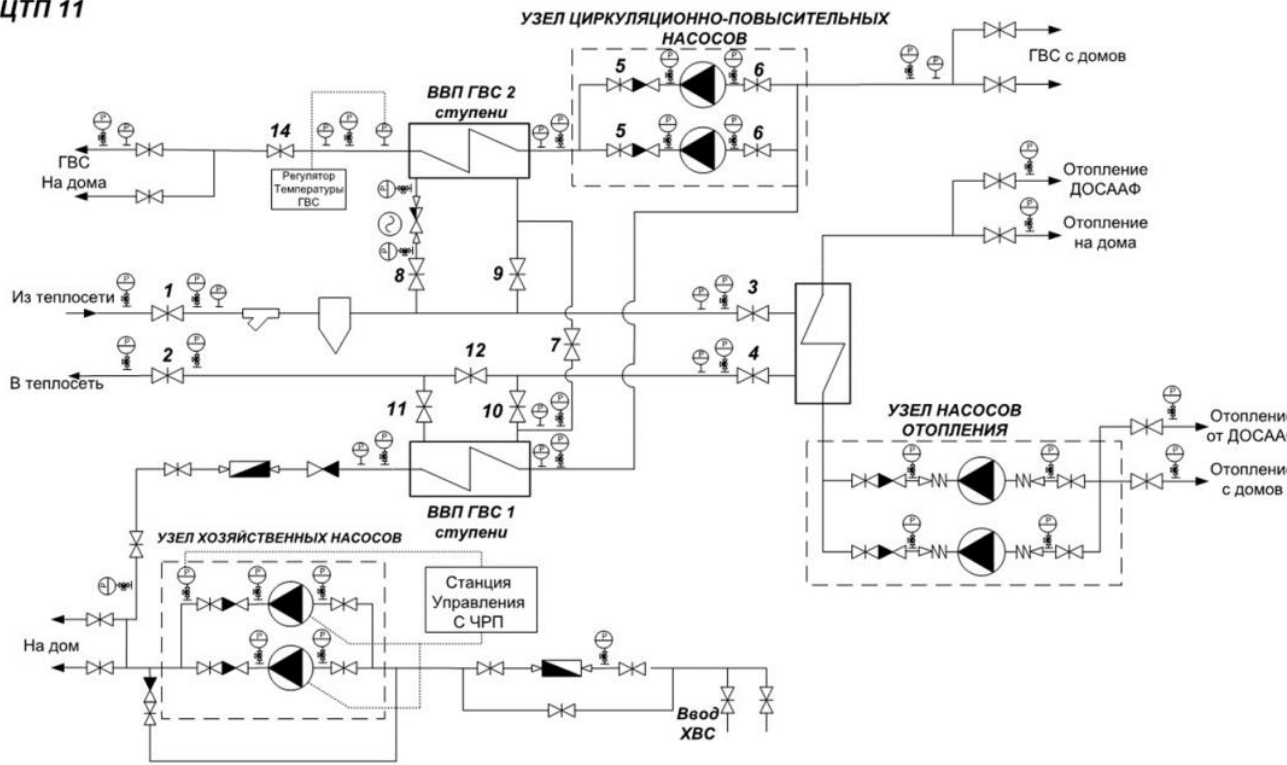 ЦТП 11
УЗЕЛ ЦИРКУЛЯЦИОННО-ПОВЫСИТЕЛЬНЫХ
НАСОСОВ
P P
ГВС с домов
5 P P 6
5 P P 6
ВВП ГВС 2
ступени
P P 14 P P P P P
ГВС
На дома
Регулятор
Температуры
ГВС
P
P
P
Отопление
ДОСААФ
P
Отопление
на дома
8 9
Из теплосети
P 1 P P
P P 3
7
В теплосеть
P 2 P
12
P P 4
11 10 P P
P P P P
ВВП ГВС 1
ступени
УЗЕЛ НАСОСОВ
ОТОПЛЕНИЯ
P
Отопление
от ДОСАА
P P P
Отопление
с домов
P P
УЗЕЛ ХОЗЯЙСТВЕННЫХ НАСОСОВ
P
P P P
Станция
Управления
С ЧРП
На дом
P P
P
Ввод
ХВС